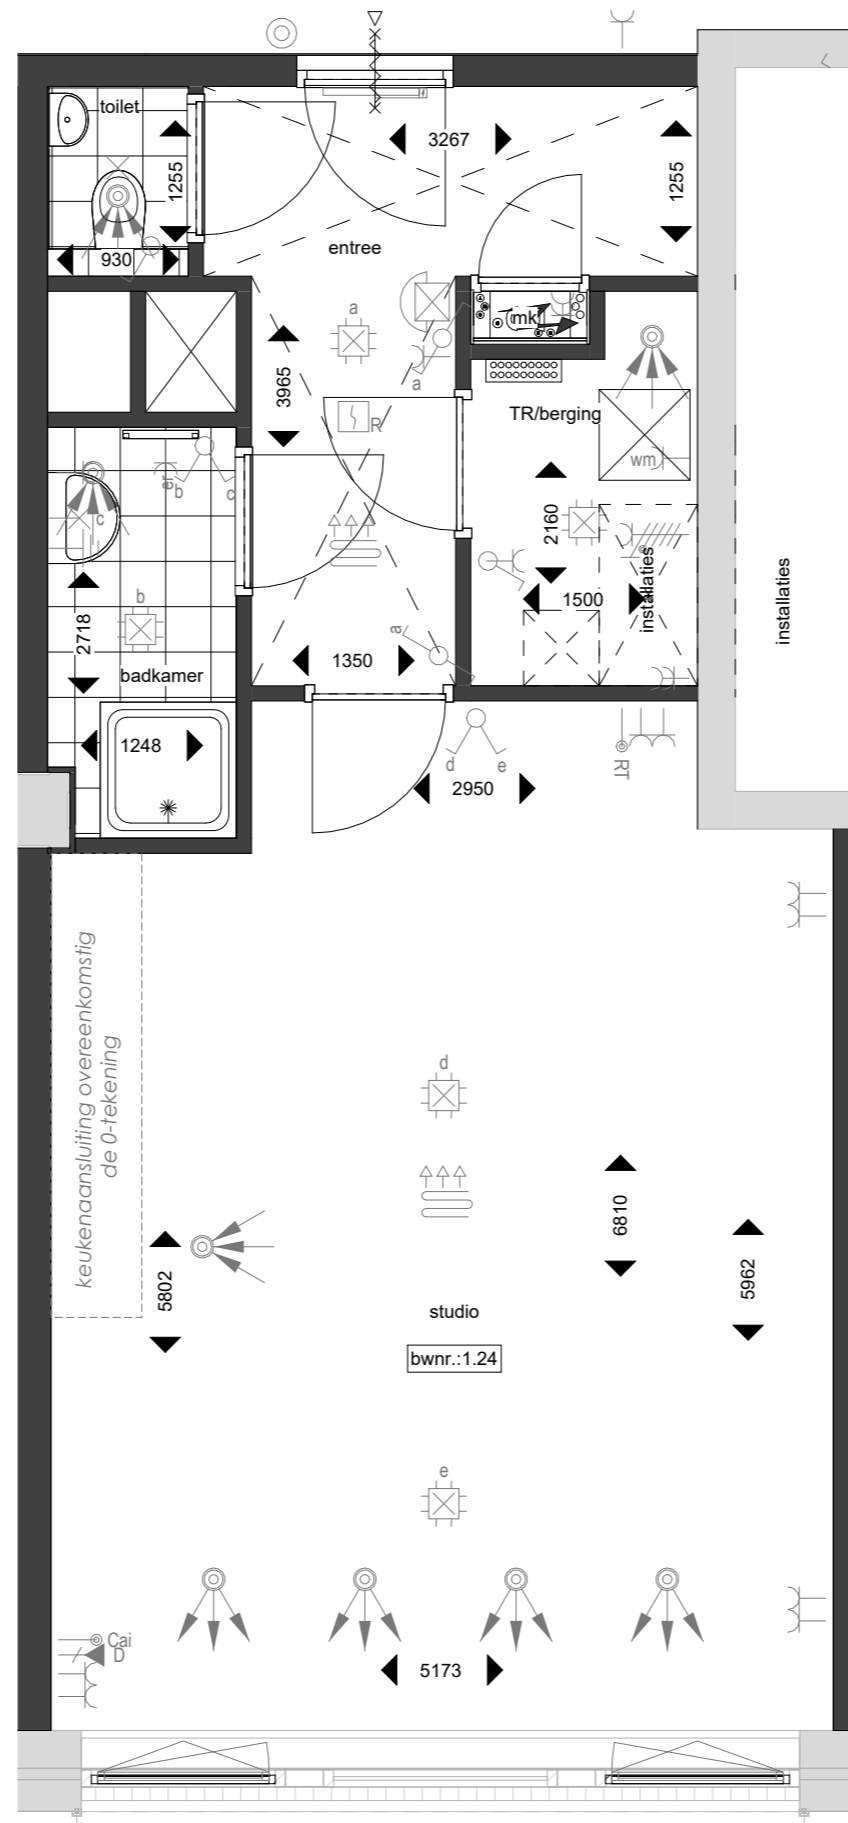 toilet
3267
1255
1255
930
entree
a
mk
a
3965
R
TR/berging
wm
b
c
c
2160
installaties
installaties
1500
b
2718
badkamer
a
1350
1248
d
e
2950
RT
keukenaansluiting overeenkomstig
de 0-tekening
d
6810
5802
5962
studio
bwnr.:1.24
e
Cai
D
5173